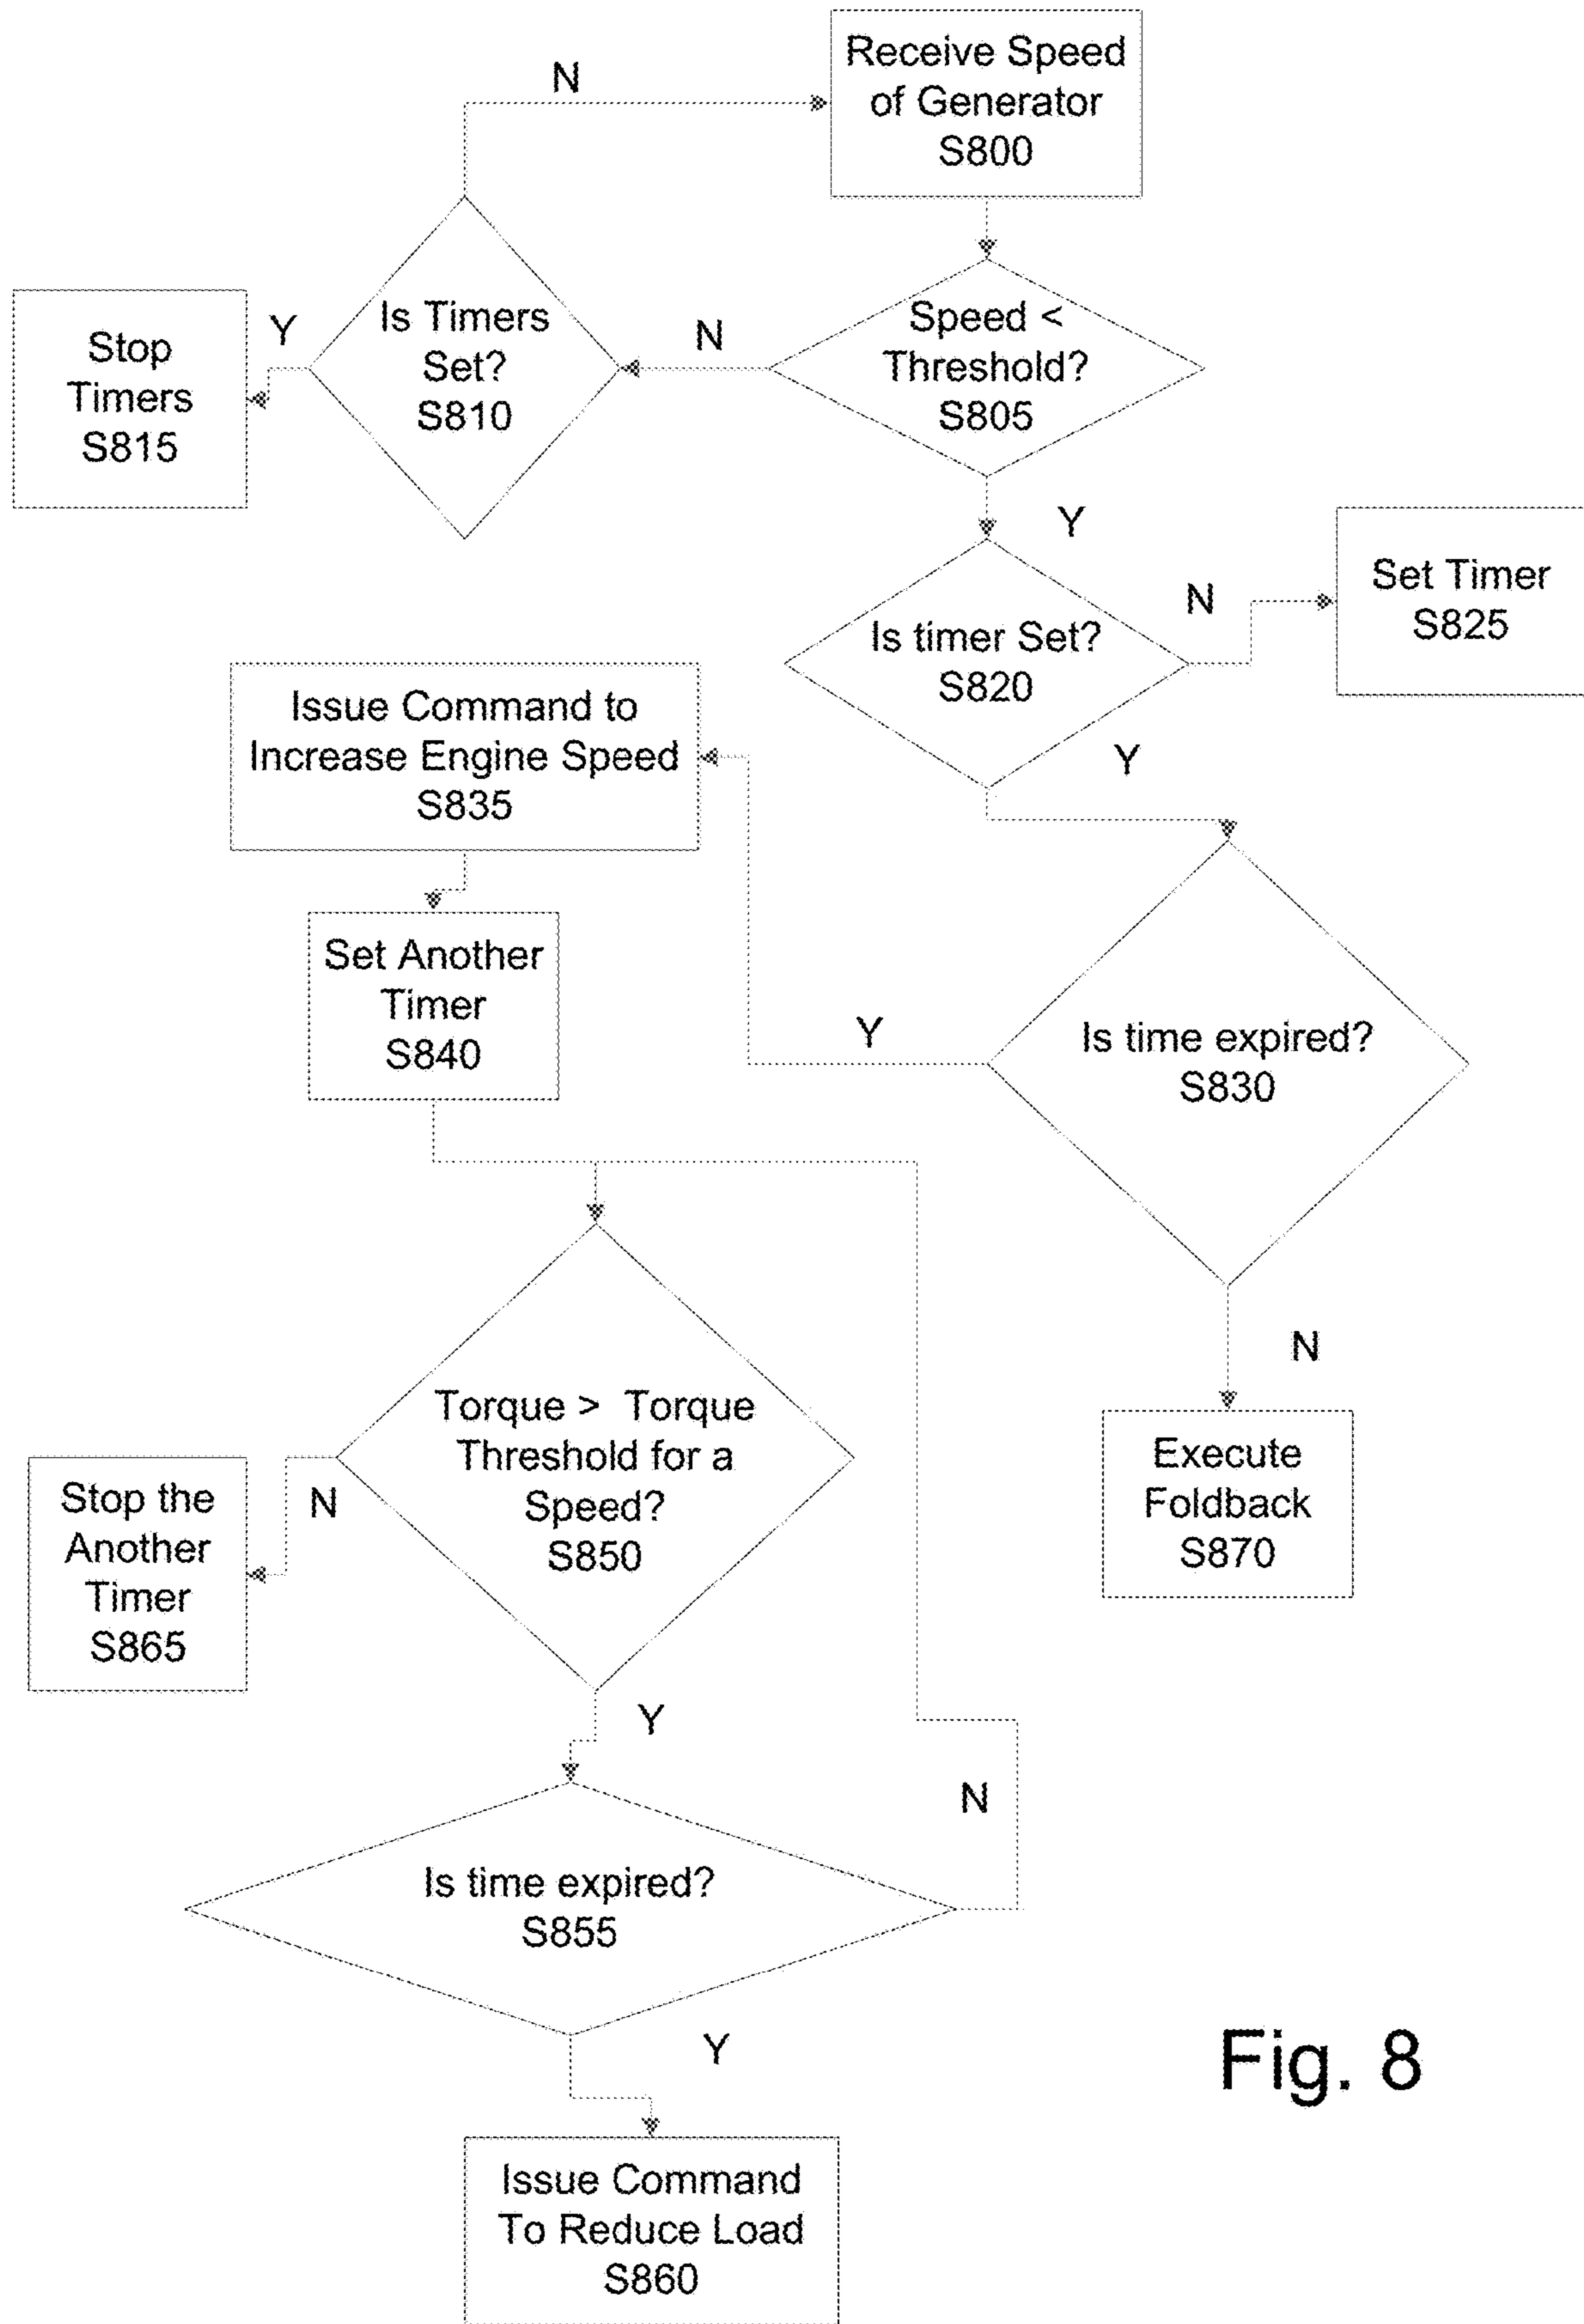 Receive Speed
of Generator
S800
N
Is Timers
Set?
S810
Y
Stop
Timers
S815
N
Speed <
Threshold?
S805
Y
Is timer Set?
S820
N
Set Timer
S825
Y
Issue Command to
Increase Engine Speed
S835
Set Another
Timer
S840
Y
Is time expired?
S830
N
Execute
Foldback
S870
Torque > Torque
Threshold for a
Speed?
S850
N
Stop the
Another
Timer
S865
Y
N
Is time expired?
S855
Y
Issue Command
To Reduce Load
S860
Fig. 8